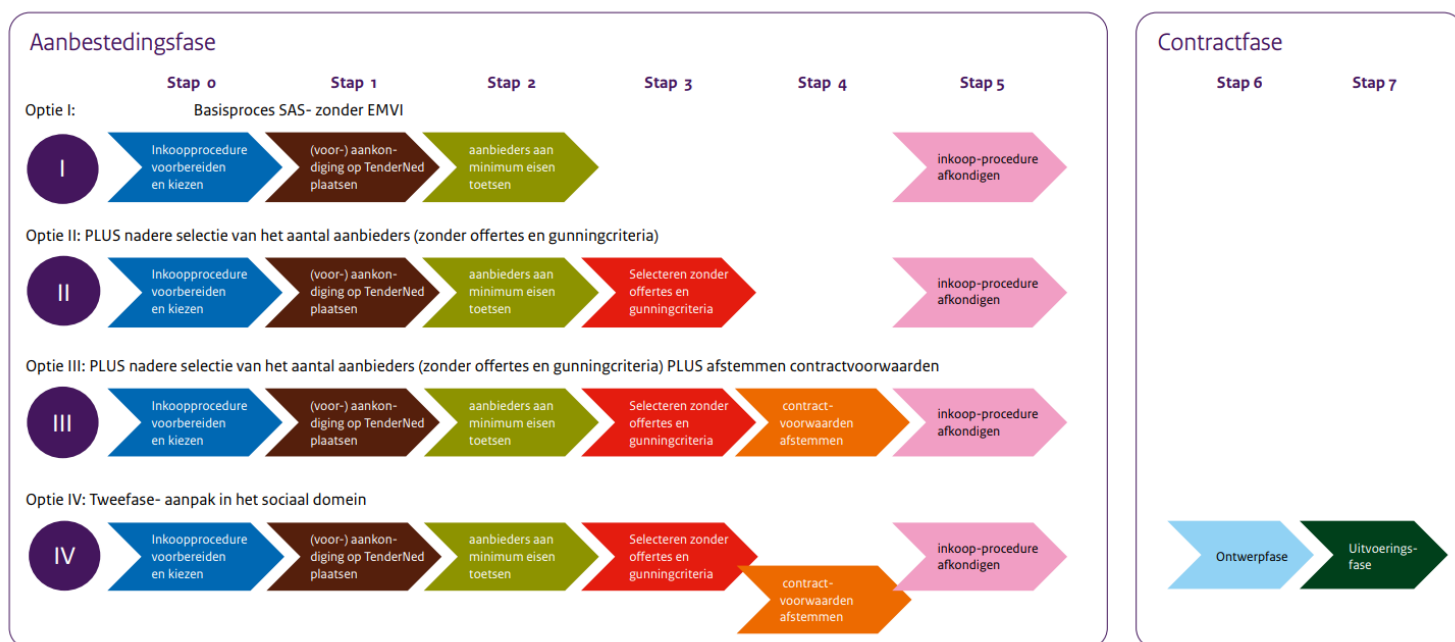 Aanbestedingsfase
Contractfase
Stap 0 Stap 1 Stap 2 Stap 3 Stap 4 Stap 5 Stap 6 Stap 7
Optie I: Basisproces SAS- zonder EMVI
I
Inkoopprocedure
voorbereiden
en kiezen
(voor-) aankon-
diging op TenderNed
plaatsen
aanbieders aan
minimum eisen
toetsen
inkoop-procedure
afkondigen
Optie II: PLUS nadere selectie van het aantal aanbieders (zonder offertes en gunningcriteria)
II
Inkoopprocedure
voorbereiden
en kiezen
(voor-) aankon-
diging op TenderNed
plaatsen
aanbieders aan
minimum eisen
toetsen
Selecteren zonder
offertes en
gunningcriteria
inkoop-procedure
afkondigen
Optie III: PLUS nadere selectie van het aantal aanbieders (zonder offertes en gunningcriteria) PLUS afstemmen contractvoorwaarden
III
Inkoopprocedure
voorbereiden
en kiezen
(voor-) aankon-
diging op TenderNed
plaatsen
aanbieders aan
minimum eisen
toetsen
Selecteren zonder
offertes en
gunningcriteria
contract-
voorwaarden
afstemmen
inkoop-procedure
afkondigen
Optie IV: Tweefase- aanpak in het sociaal domein
IV
Inkoopprocedure
voorbereiden
en kiezen
(voor-) aankon-
diging op TenderNed
plaatsen
aanbieders aan
minimum eisen
toetsen
Selecteren zonder
offertes en
gunningcriteria
contract-
voorwaarden
afstemmen
inkoop-procedure
afkondigen
Ontwerpfase
Uitvoerings-
fase